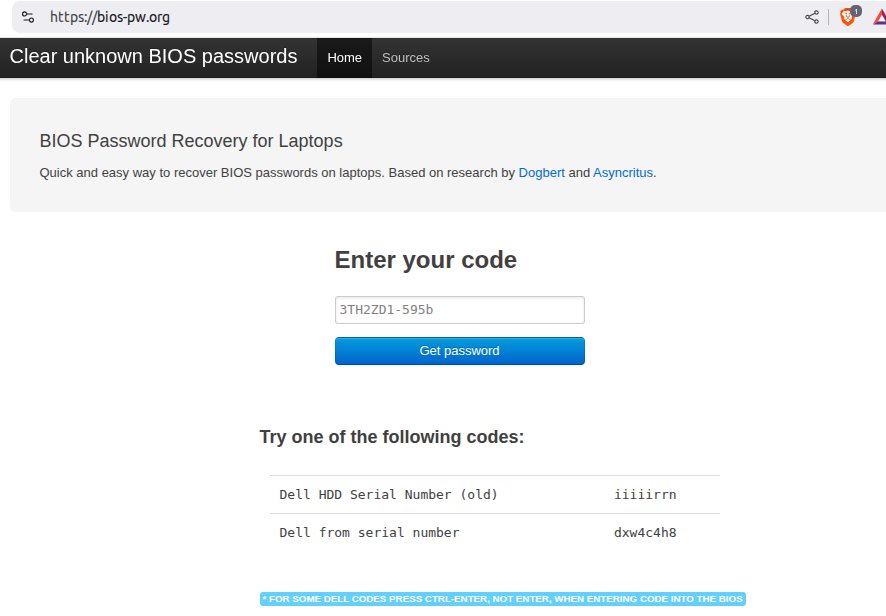 https://bios-pw.org
1
Clear unknown BIOS passwords Home Sources
BIOS Password Recovery for Laptops
Quick and easy way to recover BIOS passwords on laptops. Based on research by Dogbert and Asyncritus.
Enter your code
3TH2ZD1-595b
Get password
Try one of the following codes:
Dell HDD Serial Number (old) iiiiirrn
Dell from serial number dxw4c4h8
* FOR SOME DELL CODES PRESS CTRL-ENTER, NOT ENTER, WHEN ENTERING CODE INTO THE BIOS